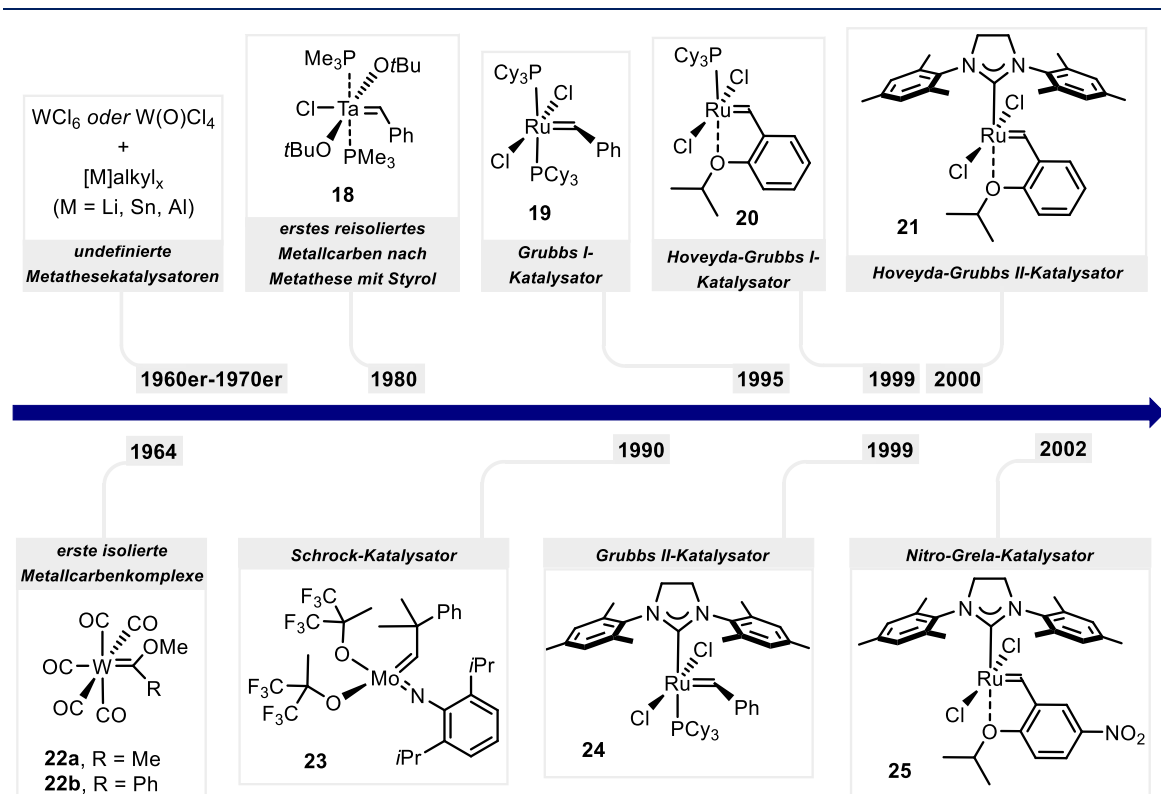 WCl6 oder W(O)Cl4
+
[M]alkylx
(M = Li, Sn, Al)
undefinierte
Metathesekatalysatoren
Me3P
OtBu
Cl
Ta
Ph
tBuO
PMe3
18
erstes reisoliertes
Metallcarben nach
Metathese mit Styrol
Cy3P
Cl
Ru
Ph
Cl
PCy3
19
Grubbs I-
Katalysator
Cy3P
Cl
Ru
Cl
O
20
Hoveyda-Grubbs I-
Katalysator
N
N
Cl
Ru
Cl
O
21
Hoveyda-Grubbs II-Katalysator
1960er-1970er
1980
1995
1999
2000
1964
1990
1999
2002
erste isolierte
Metallcarbenkomplexe
CO
CO
OMe
OC
W
R
OC
CO
22a, R = Me
22b, R = Ph
Schrock-Katalysator
F3C
F3C
Ph
O
iPr
F3C
Mo
F3C
O
N
iPr
23
Grubbs II-Katalysator
N
N
Cl
Ru
Ph
Cl
PCy3
24
Nitro-Grela-Katalysator
N
N
Cl
Ru
Cl
O
NO2
25